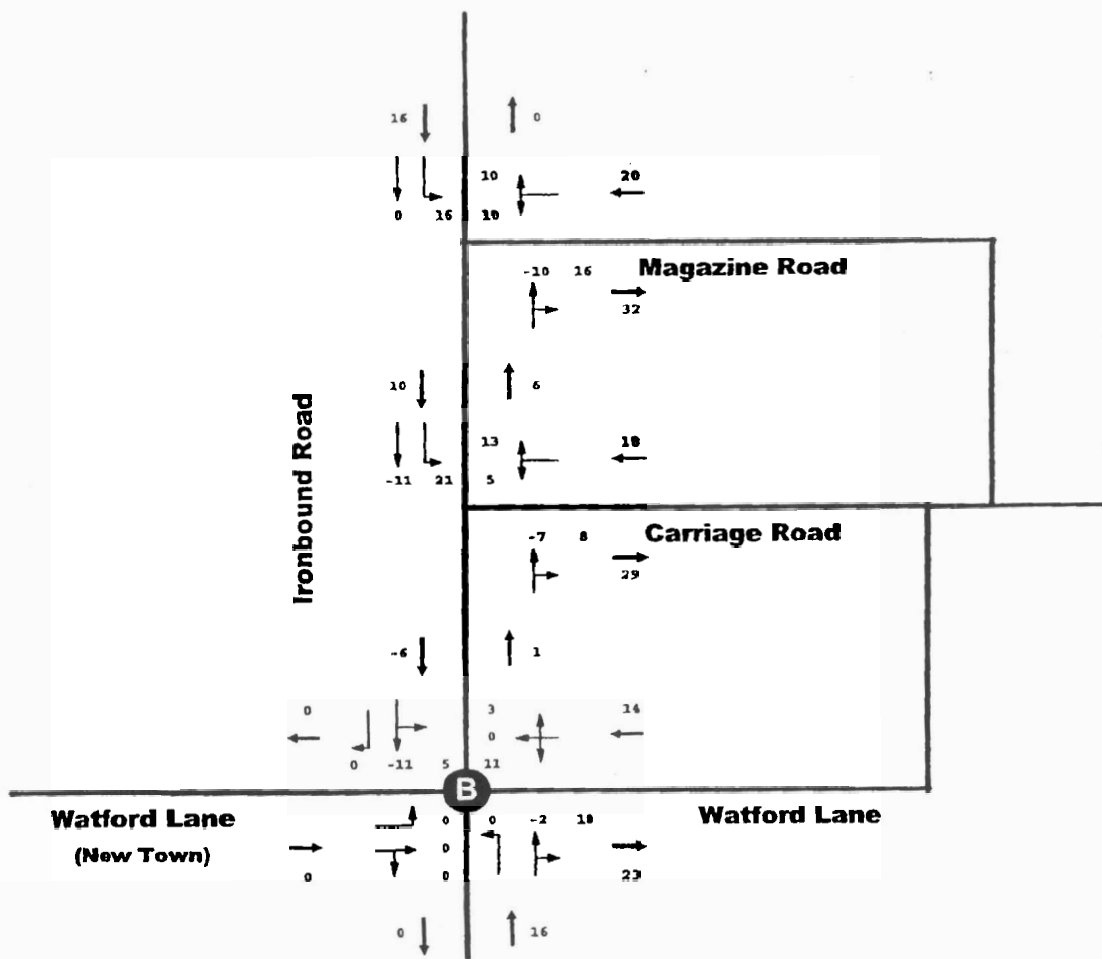 16 0
10 20
0 16 10
Magazine Road
-10 16
32
10 6
Ironbound Road
13 18
-11 21 5
Carriage Road
-7 8
29
-6 1
0 3 14
0
0 -11 5 11
B
Watford Lane
(New Town)
Watford Lane
0 0 -2 18
0
0 0 23
0 16